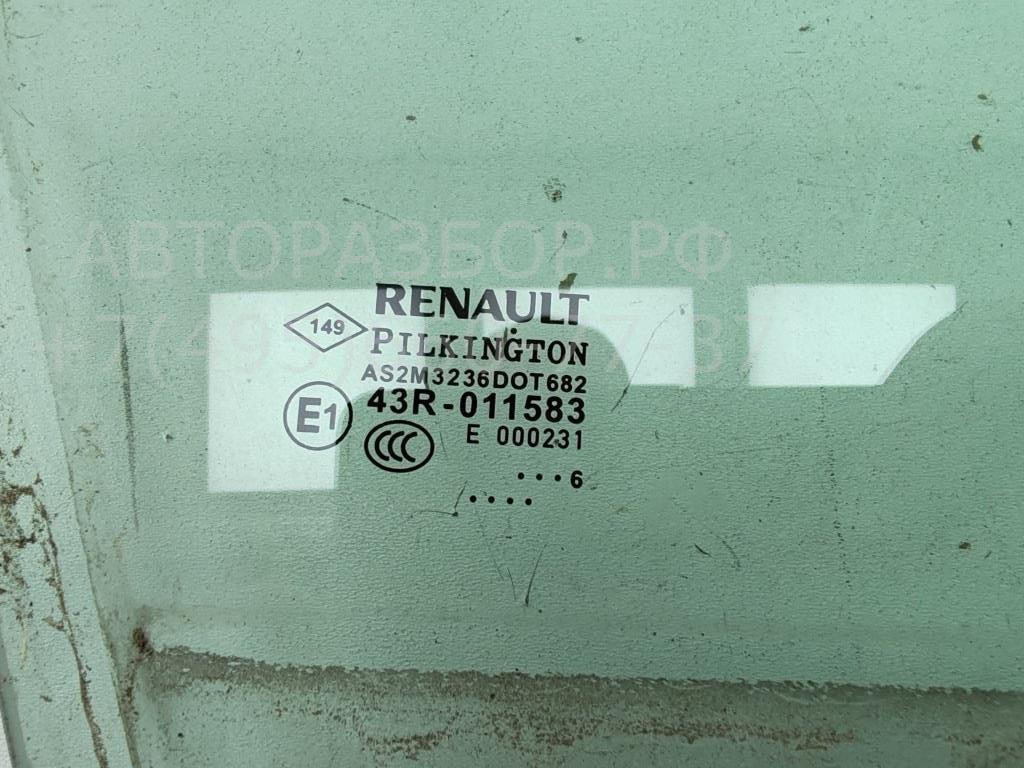 АВТОРАЗБОР.РФ
RENAULT
149
PILKINGTON
AS2M3236DOT682
E1
43R-011583
CCC
E 000231
...6
....